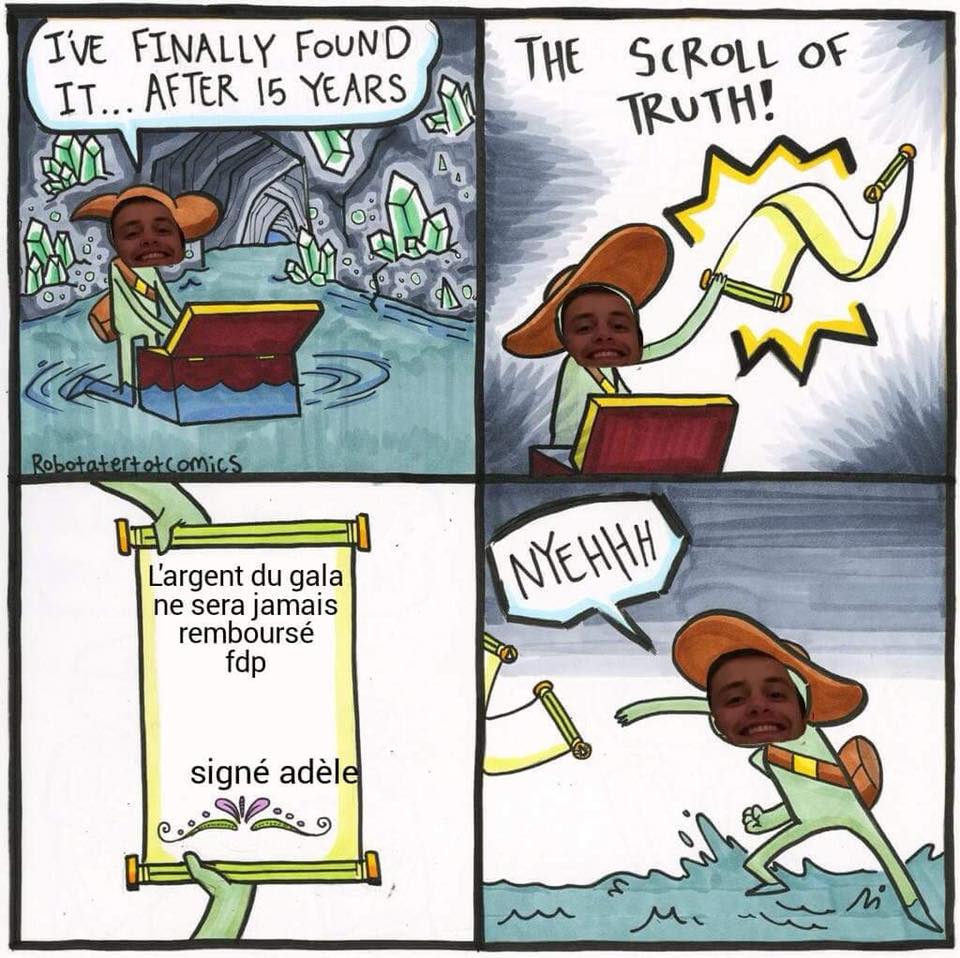 I'VE FINALLY FOUND
IT... AFTER 15 YEARS
THE SCROLL OF
TRUTH!
Robotatertotcomics
L'argent du gala
ne sera jamais
remboursé
fdp
signé adèle
NYEHHH